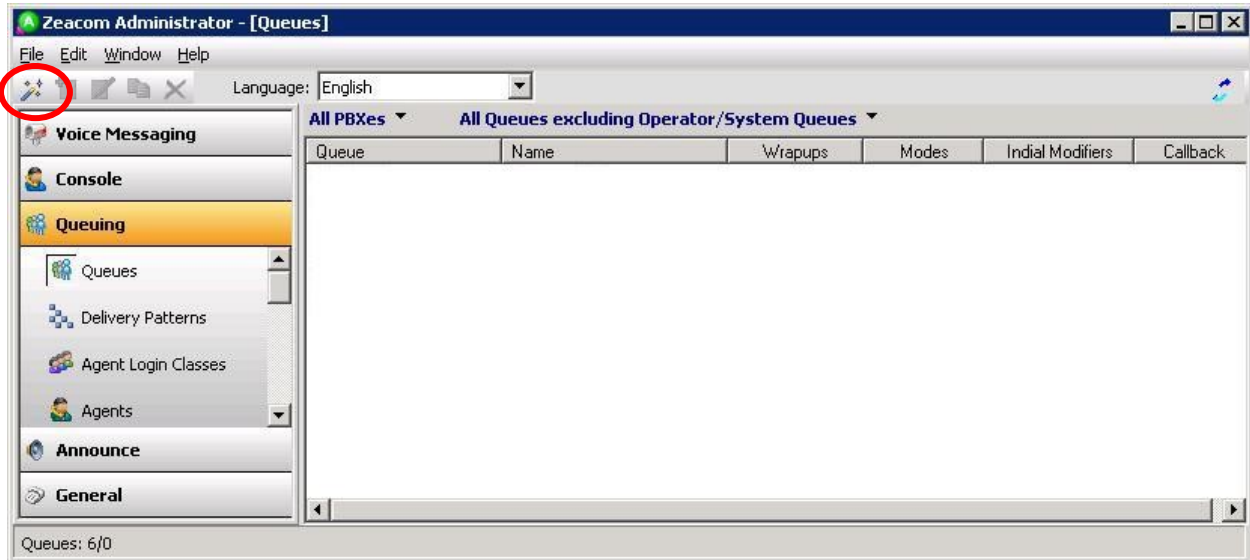 Zeacom Administrator - [Queues]
File Edit Window Help
Language: English
Voice Messaging
Console
Queuing
Queues
Delivery Patterns
Agent Login Classes
Agents
Announce
General
All PBXes All Queues excluding Operator/System Queues
Queue Name Wrapups Modes Indial Modifiers Callback
Queues: 6/0